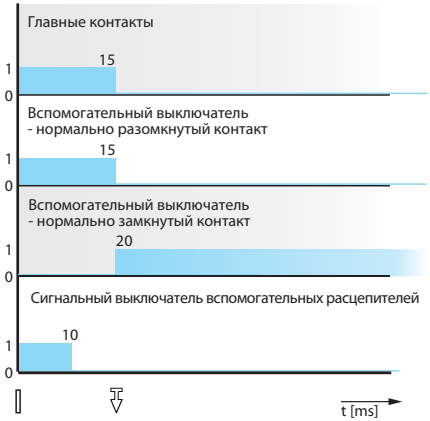 Главные контакты
15
1
0
Вспомогательный выключатель
- нормально разомкнутый контакт
15
1
0
Вспомогательный выключатель
- нормально замкнутый контакт
20
1
0
Сигнальный выключатель вспомогательных расцепителей
10
1
0
t [ms]